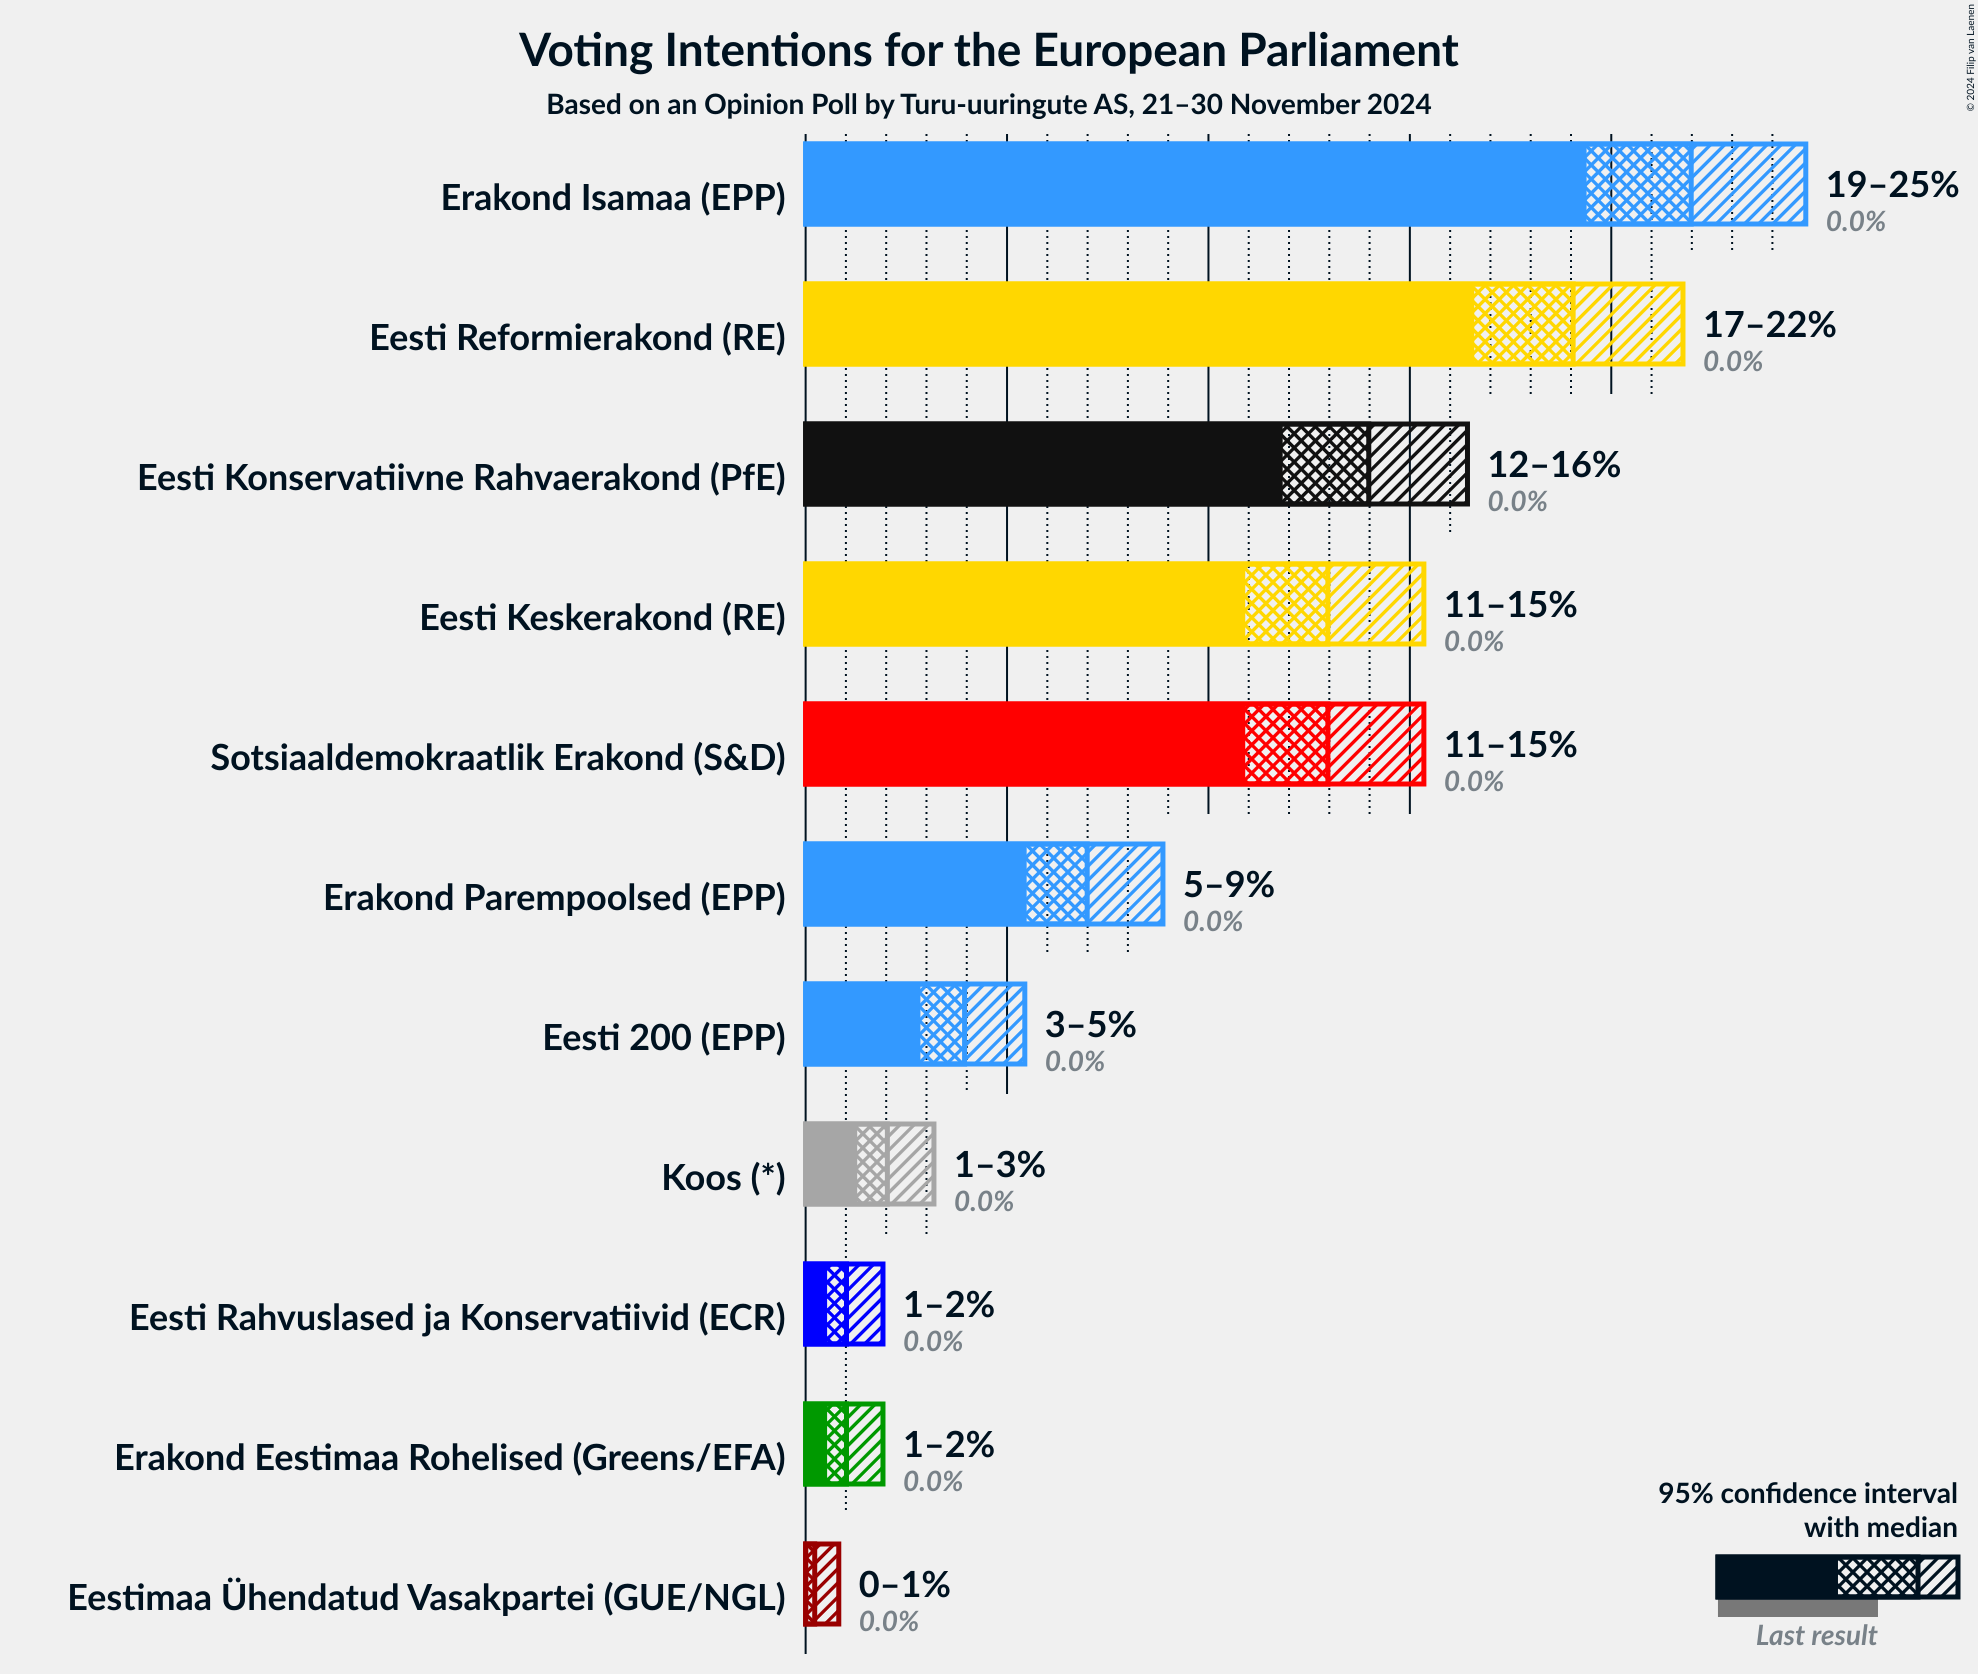 Voting Intentions for the European Parliament
Based on an Opinion Poll by Turu-uuringute AS, 21–30 November 2024
© 2024 Filip van Laenen
Erakond Isamaa (EPP)
19–25%
0.0%
Eesti Reformierakond (RE)
17–22%
0.0%
Eesti Konservatiivne Rahvaerakond (PfE)
12–16%
0.0%
Eesti Keskerakond (RE)
11–15%
0.0%
Sotsiaaldemokraatlik Erakond (S&D)
11–15%
0.0%
Erakond Parempoolsed (EPP)
5–9%
0.0%
Eesti 200 (EPP)
3–5%
0.0%
Koos (*)
1–3%
0.0%
Eesti Rahvuslased ja Konservatiivid (ECR)
1–2%
0.0%
Erakond Eestimaa Rohelised (Greens/EFA)
1–2%
0.0%
Eestimaa Ühendatud Vasakpartei (GUE/NGL)
0–1%
0.0%
95% confidence interval
with median
Last result